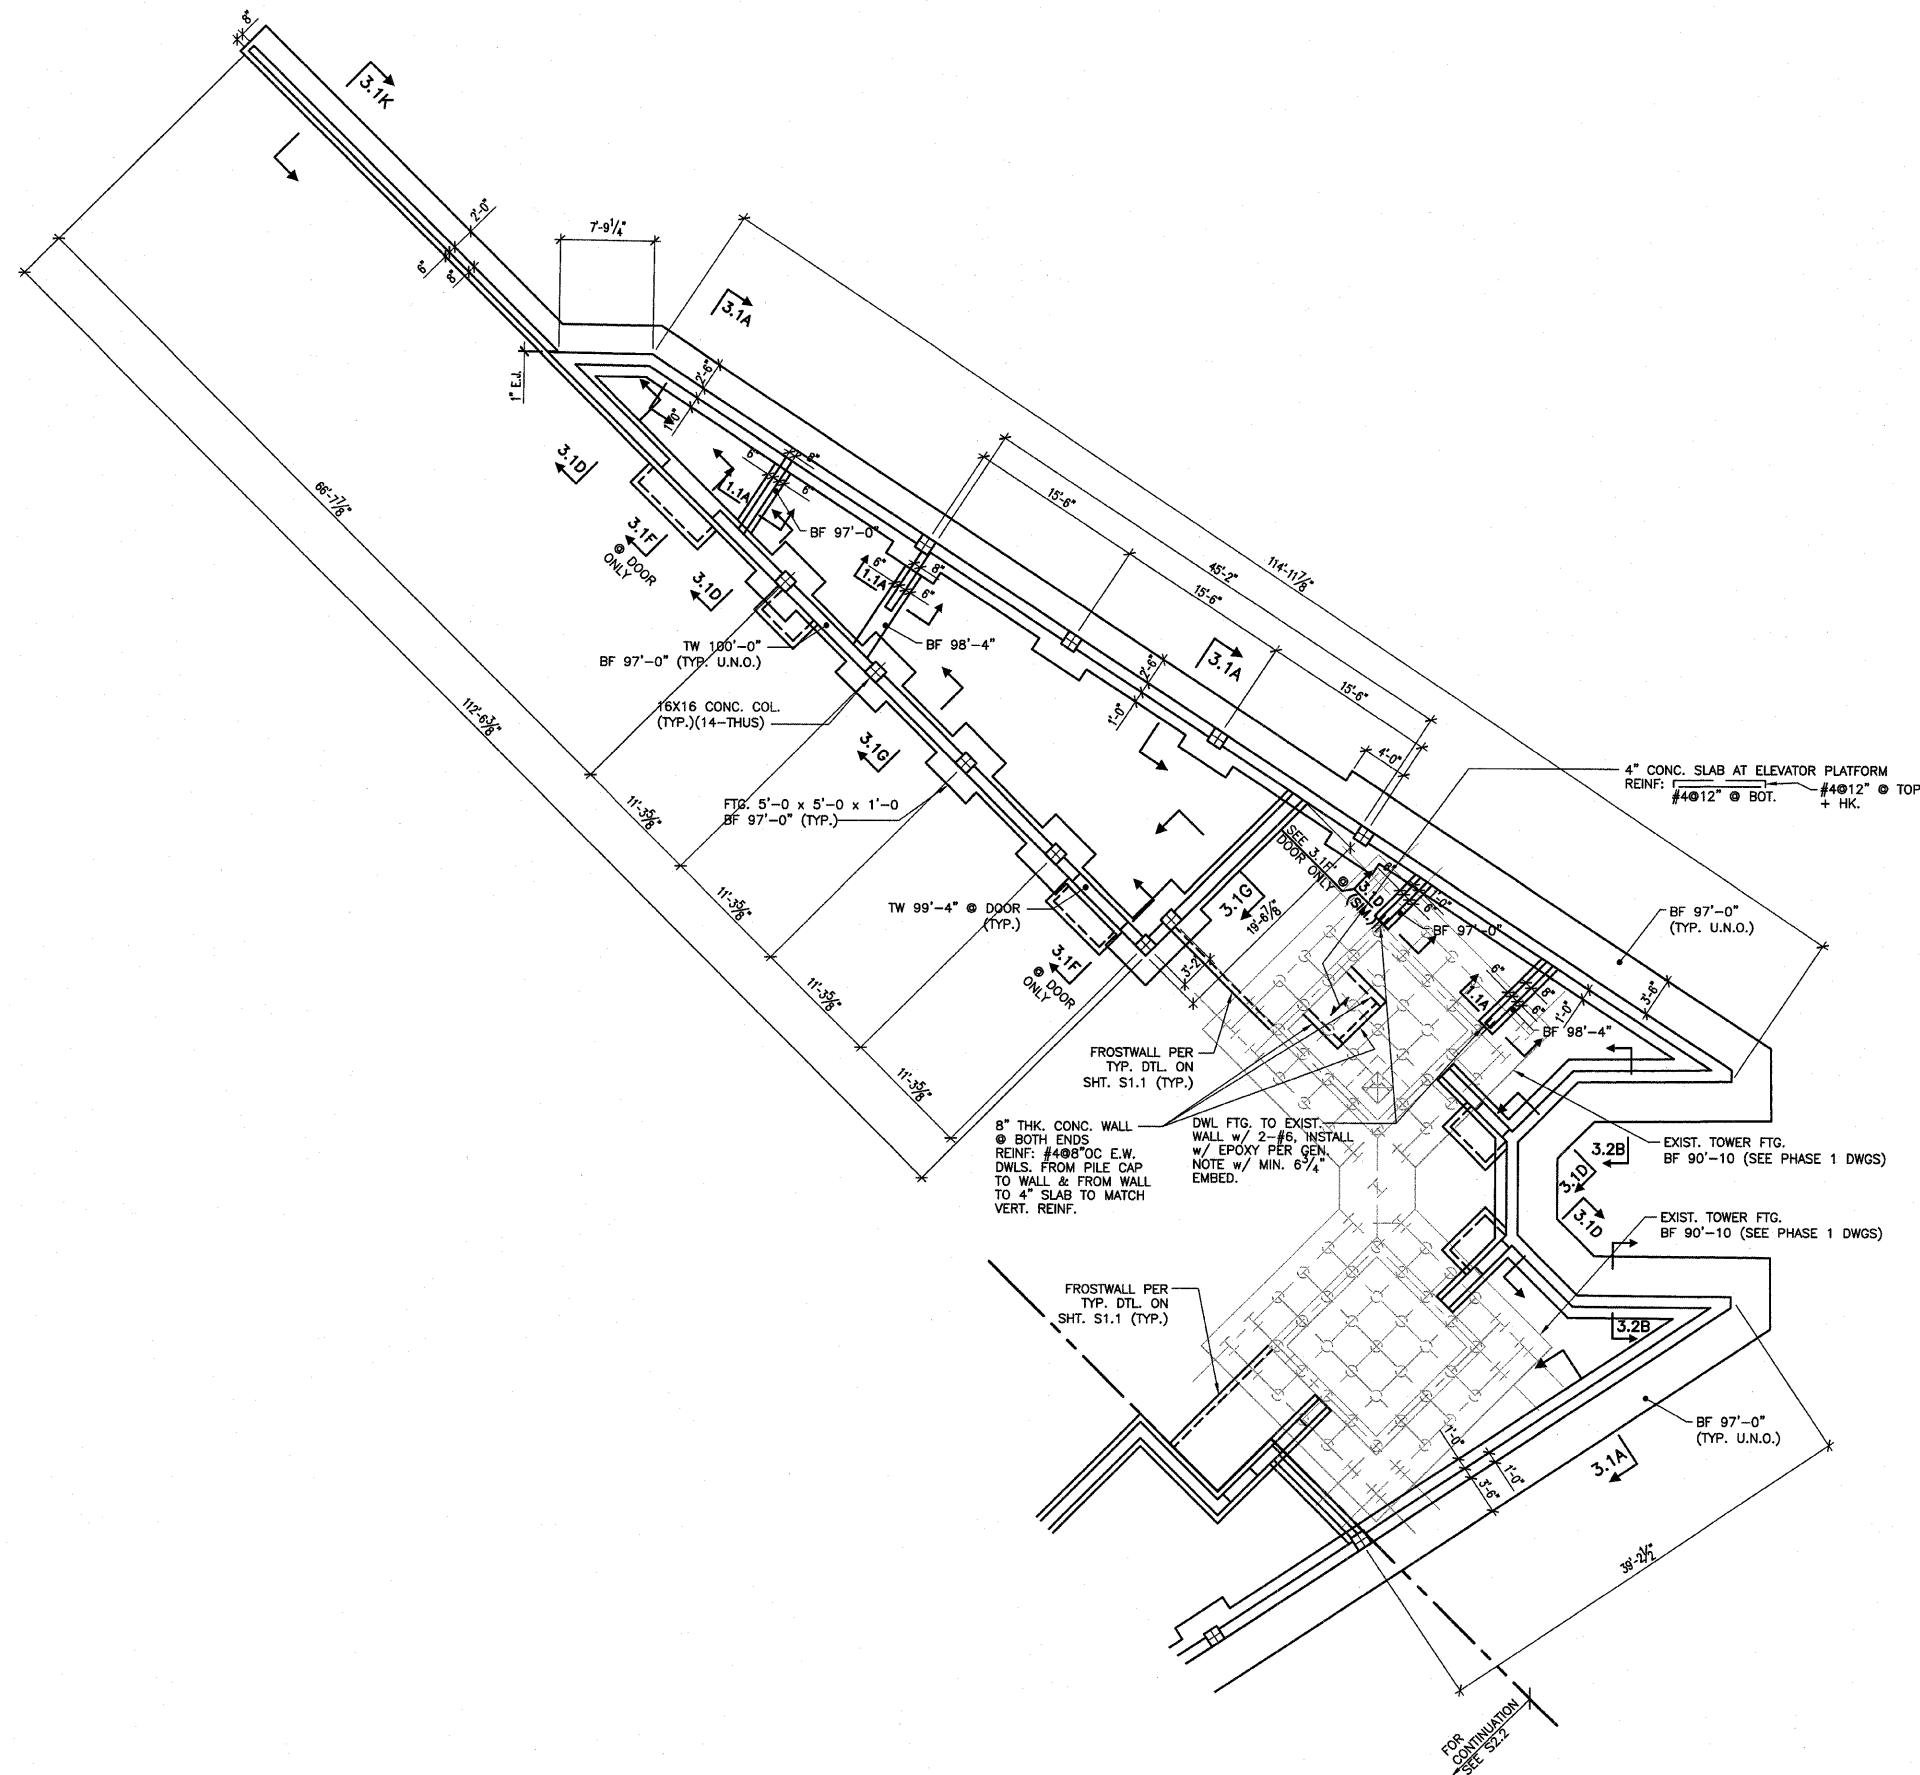 8"
3.1K
2'-0"
6"
8"
7'-9 1/4"
3.1A
1" E.J.
2'-6"
1'-0"
3.1D
66'-7 7/8"
112'-6 3/8"
3.1F
@ DOOR
ONLY
3.1D
6"
8"
6"
1.1A
BF 97'-0"
6"
8"
6"
1.1A
BF 98'-4"
TW 100'-0"
BF 97'-0" (TYP. U.N.O.)
16X16 CONC. COL.
(TYP.)(14-THUS)
3.1G
FTG. 5'-0 x 5'-0 x 1'-0
BF 97'-0" (TYP.)
15'-6"
45'-2"
114'-11 7/8"
15'-6"
15'-6"
3.1A
2'-6"
1'-0"
4'-0"
4" CONC. SLAB AT ELEVATOR PLATFORM
REINF:
#4@12" @ BOT.
#4@12" @ TOP
+ HK.
11'-3 5/8"
11'-3 5/8"
11'-3 5/8"
11'-3 5/8"
TW 99'-4" @ DOOR
(TYP.)
3.1F
@ DOOR
ONLY
SEE 3.1F @
DOOR ONLY
(SIM.)
3.1D
8"
6"
1'-0"
BF 97'-0"
3.1G
19'-6 7/8"
3'-2"
BF 97'-0"
(TYP. U.N.O.)
6"
8"
6"
1.1A
1'-0"
3'-6"
BF 98'-4"
FROSTWALL PER
TYP. DTL. ON
SHT. S1.1 (TYP.)
8" THK. CONC. WALL
@ BOTH ENDS
REINF: #4@8"OC E.W.
DWLS. FROM PILE CAP
TO WALL & FROM WALL
TO 4" SLAB TO MATCH
VERT. REINF.
DWL FTG. TO EXIST.
WALL w/ 2-#6, INSTALL
w/ EPOXY PER GEN.
NOTE w/ MIN. 6 3/4"
EMBED.
EXIST. TOWER FTG.
BF 90'-10 (SEE PHASE 1 DWGS)
3.2B
3.1D
3.1D
EXIST. TOWER FTG.
BF 90'-10 (SEE PHASE 1 DWGS)
FROSTWALL PER
TYP. DTL. ON
SHT. S1.1 (TYP.)
3.2B
BF 97'-0"
(TYP. U.N.O.)
3.1A
1'-0"
1'-0"
3'-6"
39'-2 1/2"
FOR
CONTINUATION
SEE S2.2